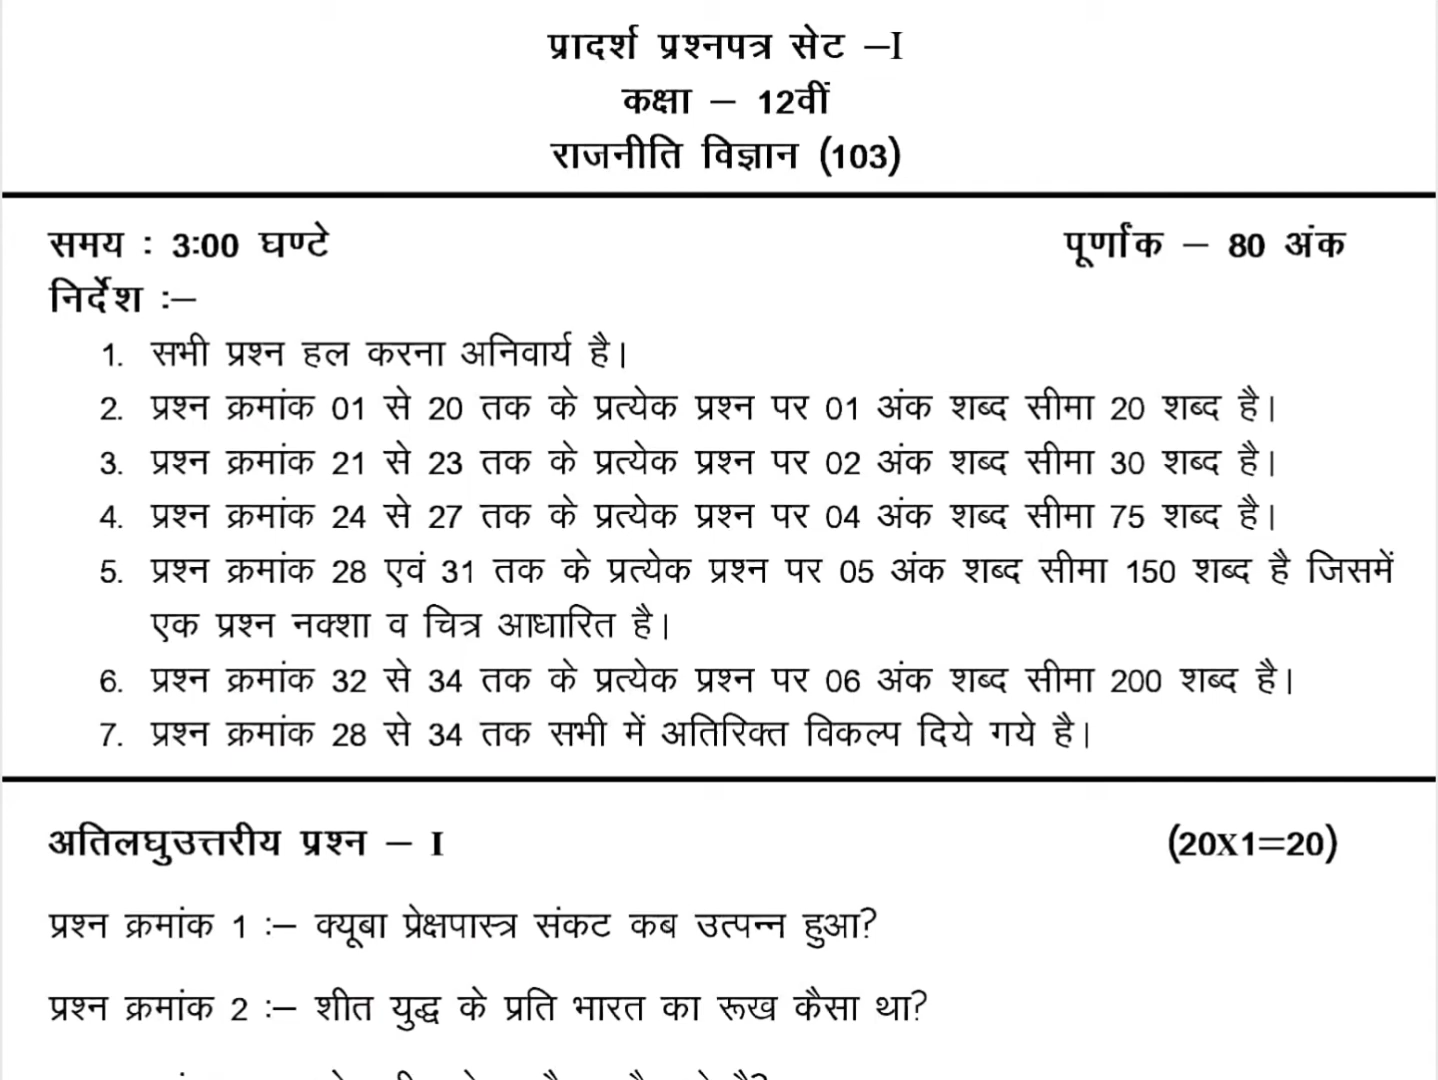 प्रादर्श प्रश्नपत्र सेट –I
कक्षा – 12वीं
राजनीति विज्ञान (103)
समय : 3:00 घण्टे पूर्णांक – 80 अंक
निर्देश :–
1. सभी प्रश्न हल करना अनिवार्य है।
2. प्रश्न क्रमांक 01 से 20 तक के प्रत्येक प्रश्न पर 01 अंक शब्द सीमा 20 शब्द है।
3. प्रश्न क्रमांक 21 से 23 तक के प्रत्येक प्रश्न पर 02 अंक शब्द सीमा 30 शब्द है।
4. प्रश्न क्रमांक 24 से 27 तक के प्रत्येक प्रश्न पर 04 अंक शब्द सीमा 75 शब्द है।
5. प्रश्न क्रमांक 28 एवं 31 तक के प्रत्येक प्रश्न पर 05 अंक शब्द सीमा 150 शब्द है जिसमें
एक प्रश्न नक्शा व चित्र आधारित है।
6. प्रश्न क्रमांक 32 से 34 तक के प्रत्येक प्रश्न पर 06 अंक शब्द सीमा 200 शब्द है।
7. प्रश्न क्रमांक 28 से 34 तक सभी में अतिरिक्त विकल्प दिये गये है।
अतिलघुउत्तरीय प्रश्न – I (20X1=20)
प्रश्न क्रमांक 1 :– क्यूबा प्रेक्षपास्त्र संकट कब उत्पन्न हुआ?
प्रश्न क्रमांक 2 :– शीत युद्ध के प्रति भारत का रूख कैसा था?